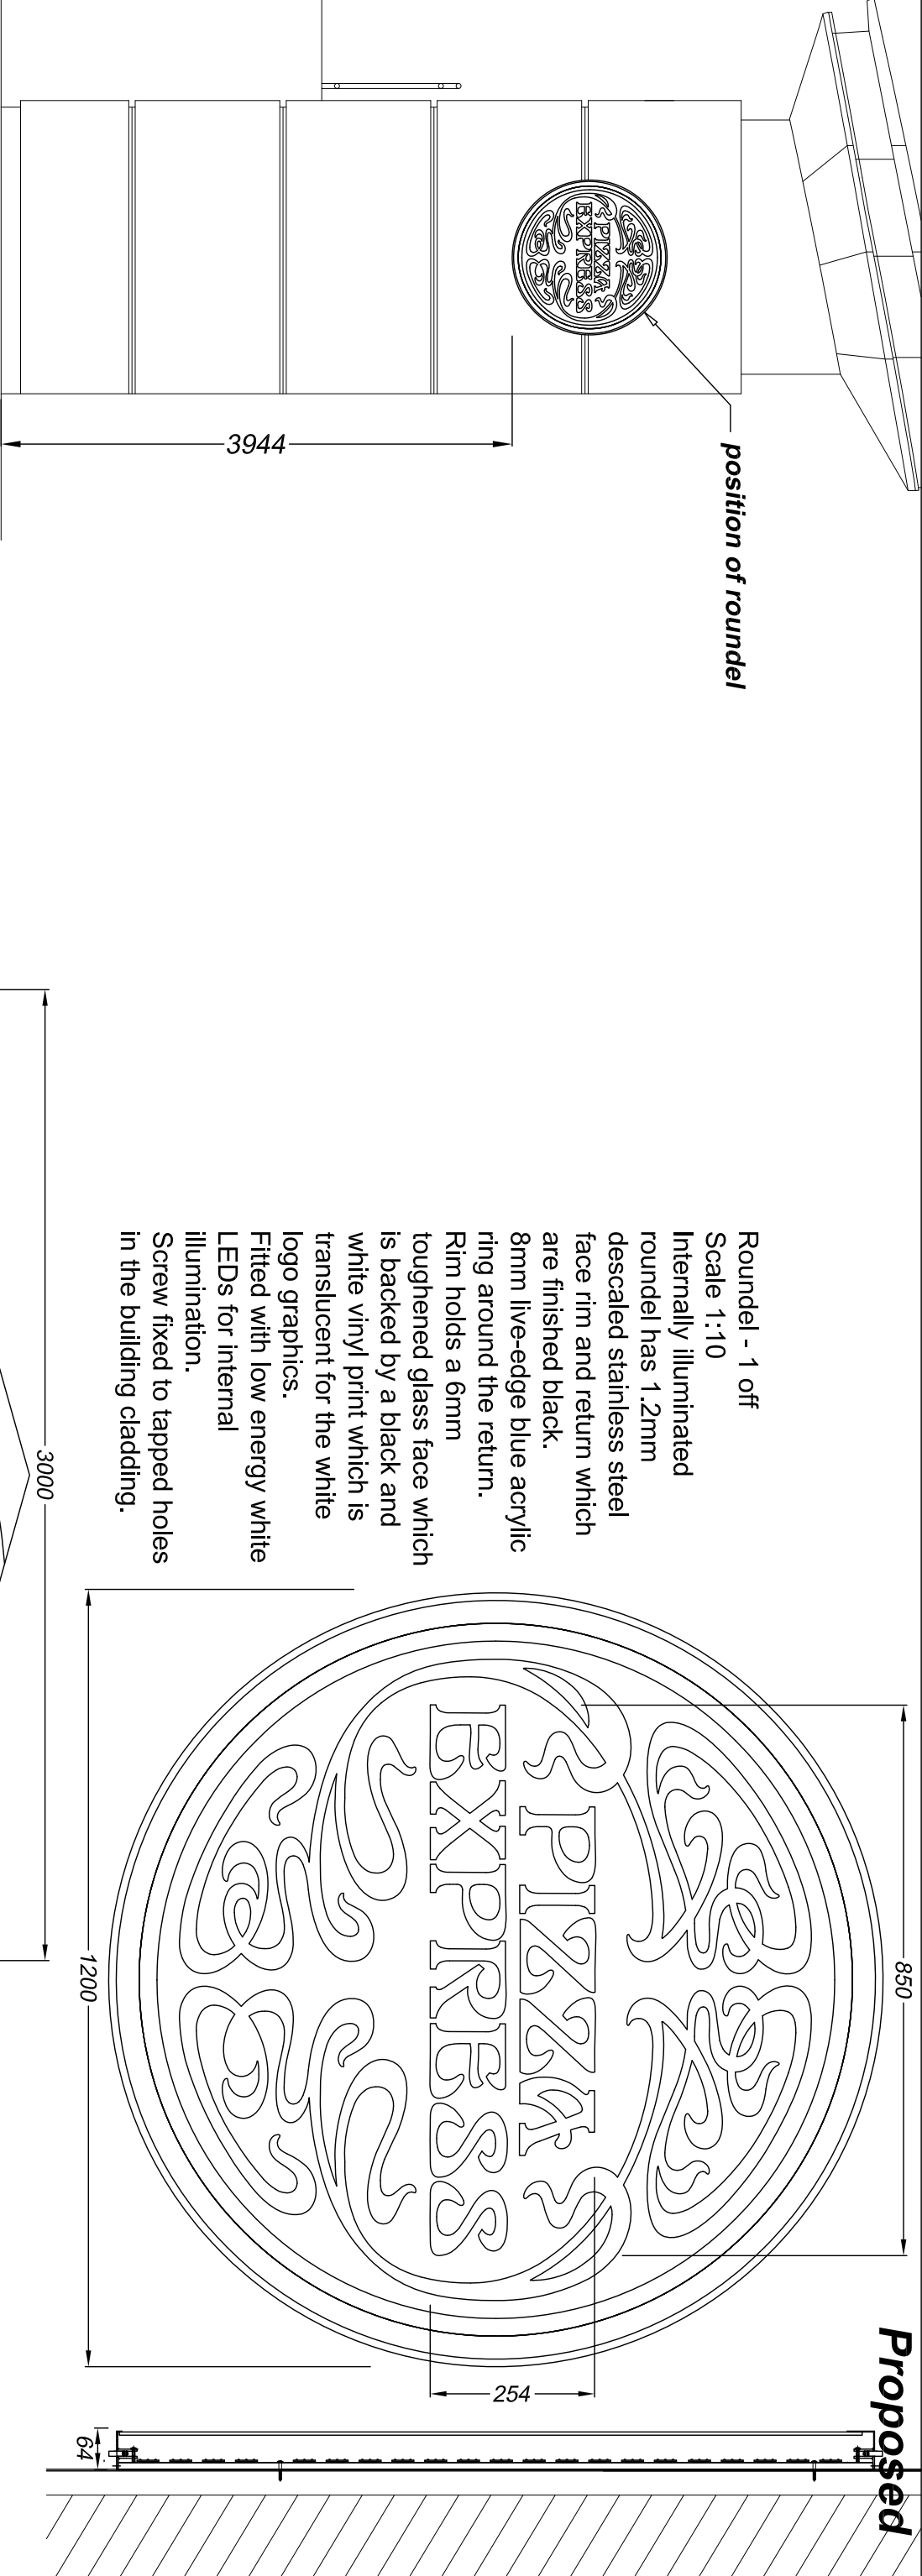 Proposed
position of roundel
3944
PIZZA
EXPRESS
Roundel - 1 off
Scale 1:10
Internally illuminated
roundel has 1.2mm
descaled stainless steel
face rim and return which
are finished black.
8mm live-edge blue acrylic
ring around the return.
Rim holds a 6mm
toughened glass face which
is backed by a black and
white vinyl print which is
translucent for the white
logo graphics.
Fitted with low energy white
LEDs for internal
illumination.
Screw fixed to tapped holes
in the building cladding.
850
PIZZA
EXPRESS
254
1200
64
3000